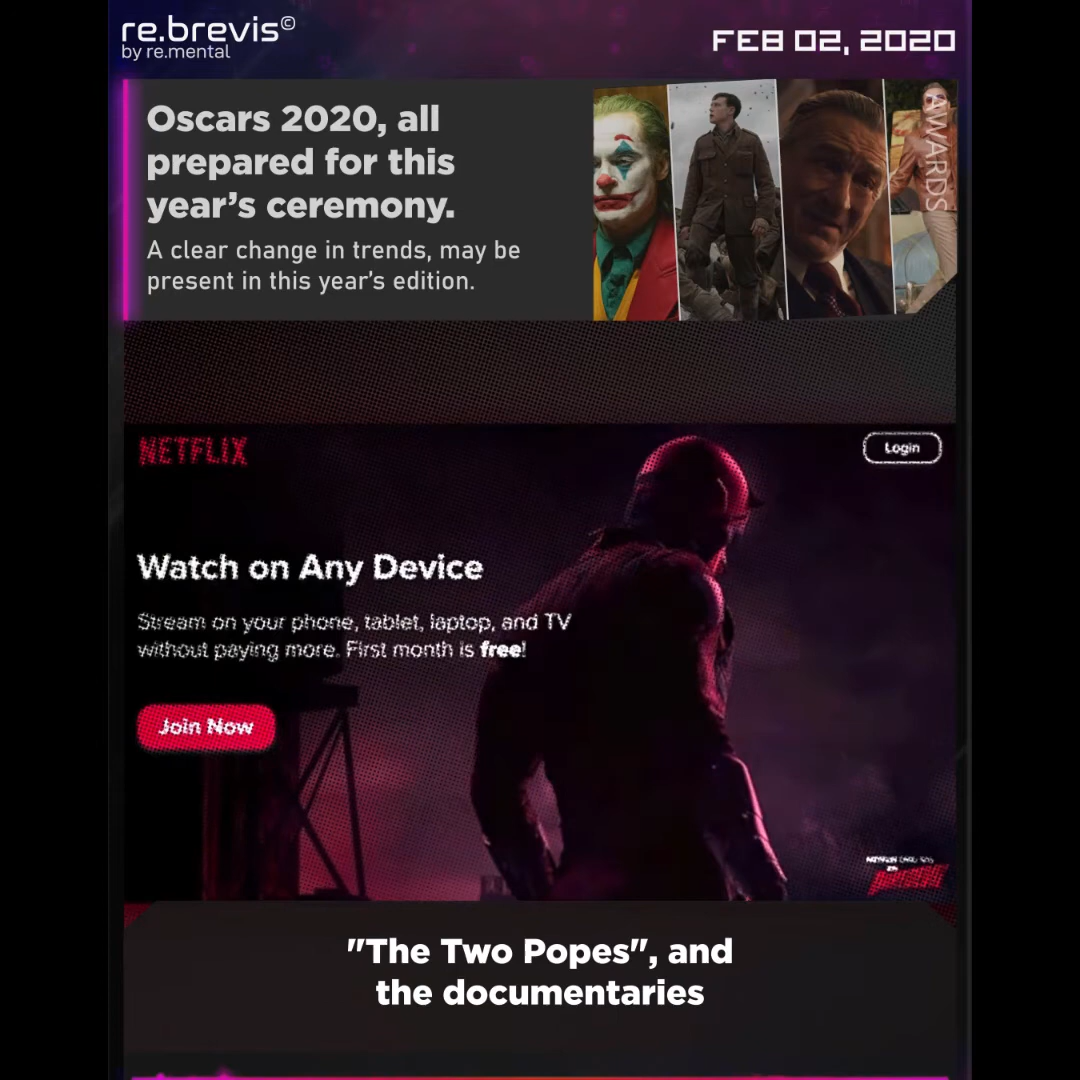 re.brevis©
by re.mental
FEB 02, 2020
Oscars 2020, all
prepared for this
year's ceremony.
A clear change in trends, may be
present in this year's edition.
AWARDS
NETFLIX
Login
Watch on Any Device
Stream on your phone, tablet, laptop, and TV
without paying more. First month is free!
Join Now
"The Two Popes", and
the documentaries